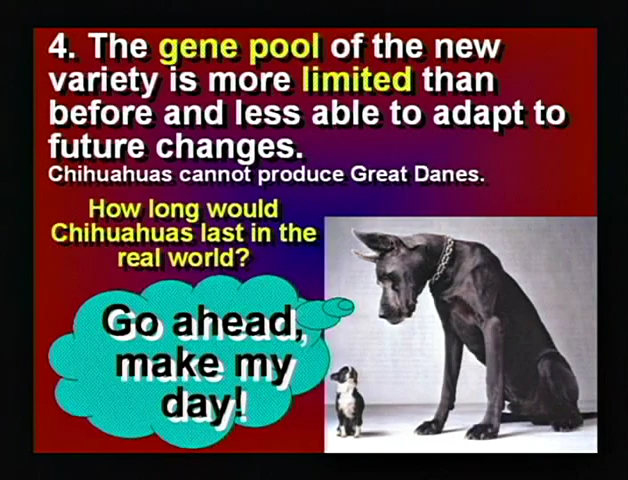 4. The gene pool of the new
variety is more limited than
before and less able to adapt to
future changes.
Chihuahuas cannot produce Great Danes.
How long would
Chihuahuas last in the
real world?
Go ahead,
make my
day!